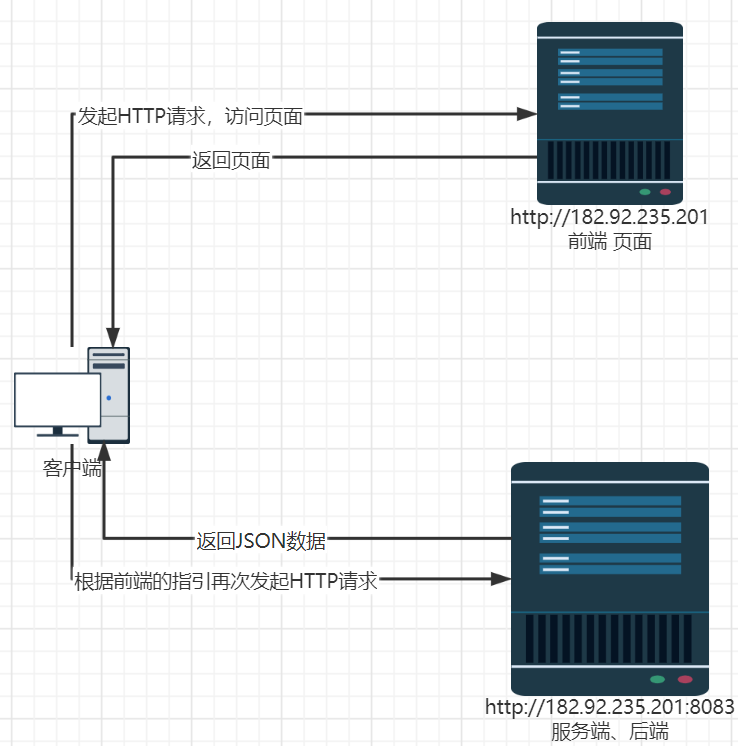 发起HTTP请求，访问页面
返回页面
http://182.92.235.201
前端 页面
客户端
返回JSON数据
根据前端的指引再次发起HTTP请求
http://182.92.235.201:8083
服务端、后端